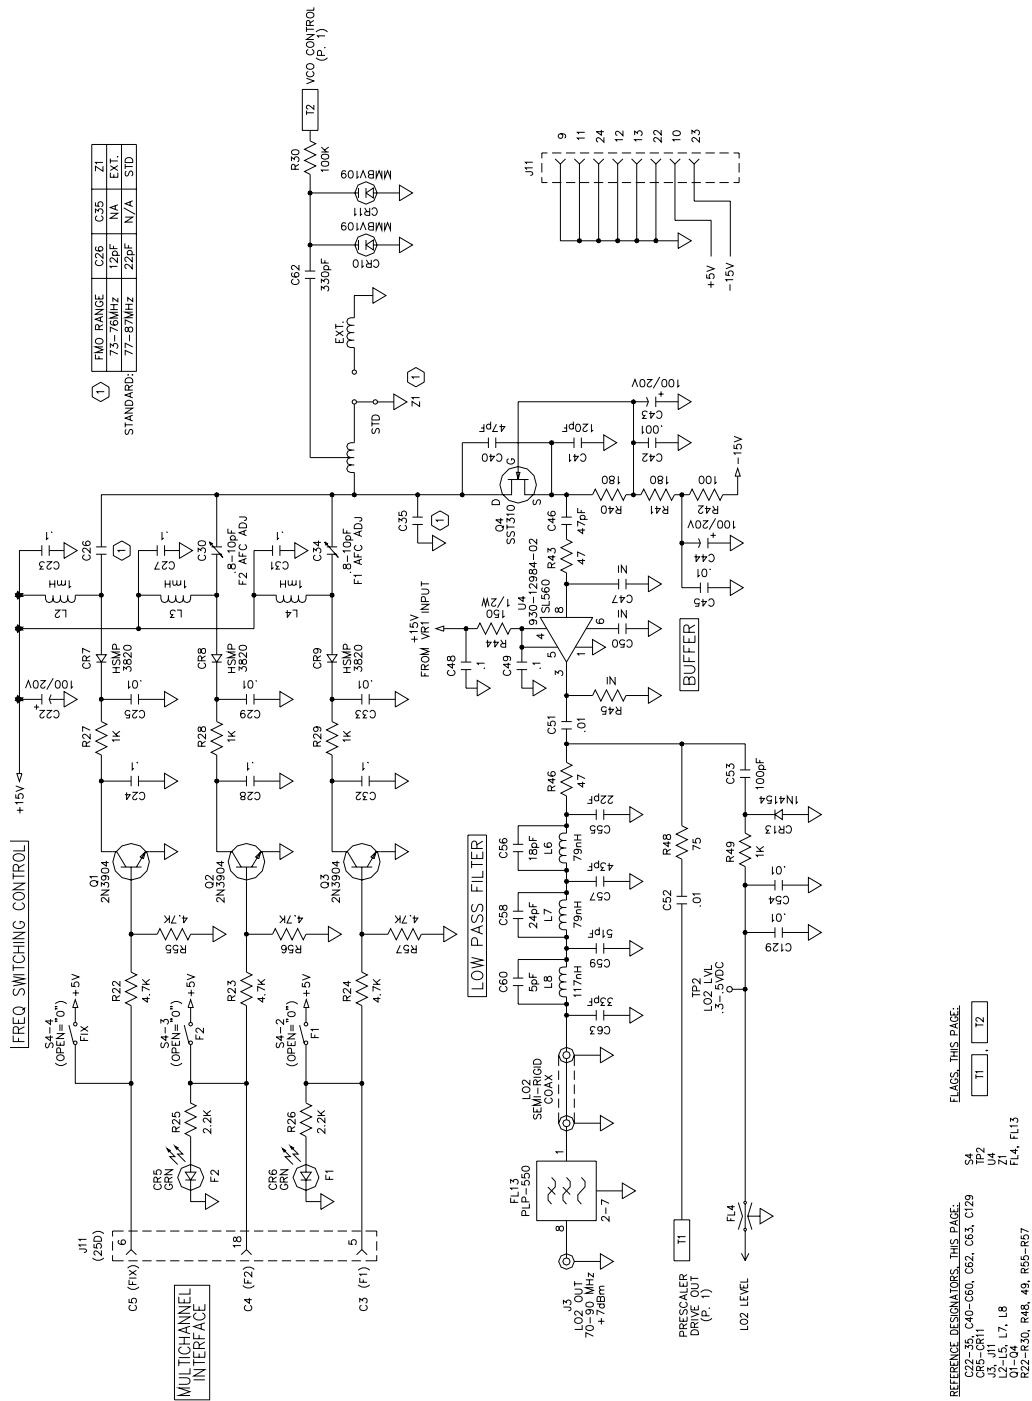 MULTICHANNEL
INTERFACE
J11
(25D)
C5 (FIX)
6
C4 (F2)
18
C3 (F1)
5
FREQ SWITCHING CONTROL
S4-4
(OPEN="0")
FIX
+5V
R22
4.7K
CR5
GRN
F2
R25
2.2K
S4-3
(OPEN="0")
F2
+5V
R23
4.7K
CR6
GRN
F1
R26
2.2K
S4-2
(OPEN="0")
F1
+5V
R24
4.7K
4.7K
R55
4.7K
R56
4.7K
R57
Q1
2N3904
Q2
2N3904
Q3
2N3904
+15V
100/20V
+
C22
.1
C24
R27
1K
.01
C25
CR7
HSMP
3820
L2
1mH
.1
C23
C26
1
.1
C28
R28
1K
.01
C29
CR8
HSMP
3820
L3
1mH
.1
C27
C30
.8-10pF
F2 AFC ADJ
.1
C32
R29
1K
.01
C33
CR9
HSMP
3820
L4
1mH
.1
C31
C34
.8-10pF
F1 AFC ADJ
1
STANDARD:
FMO RANGE C26 C35 Z1
73-76MHz 12pF NA EXT.
77-87MHz 22pF N/A STD
C35
1
STD
Z1
1
EXT.
C62
330pF
CR10
MMBV109
CR11
MMBV109
R30
100K
T2
VCO CONTROL
(P. 1)
47pF
C40
120pF
C41
D
G
S
Q4
SST310
100/20V
+
C43
.001
C42
180
R40
180
R41
100
R42
-15V
100/20V
+
C44
.01
C45
C46
47pF
R43
47
NI
C47
U4
930-12984-02
SL560
8
6
4
5
1
3
NI
C50
+15V
FROM VR1 INPUT
1/2W
150
R44
C48
.1
C49
.1
BUFFER
NI
R45
C51
.01
LOW PASS FILTER
R46
47
22pF
C55
C56
18pF
L6
79nH
43pF
C57
C58
24pF
L7
79nH
51pF
C59
C60
5pF
L8
117nH
33pF
C63
LO2
SEMI-RIGID
COAX
FL13
PLP-550
1
8
2-7
J3
LO2 OUT
70-90 MHz
+7dBm
R48
75
C52
.01
T1
PRESCALER
DRIVE OUT
(P. 1)
C53
100pF
1N4154
CR13
R49
1K
.01
C54
.01
C129
TP2
LO2 LVL
.3-.5VDC
FL4
LO2 LEVEL
J11
9
11
24
12
13
22
10
23
+5V
-15V
REFERENCE DESIGNATORS, THIS PAGE:
C22-35, C40-C60, C62, C63, C129
CR5-CR11
J3, J11
L2-L5, L7, L8
Q1-Q4
R22-R30, R48, 49, R55-R57
S4
TP2
U4
Z1
FL4, FL13
FLAGS, THIS PAGE:
T1 , T2